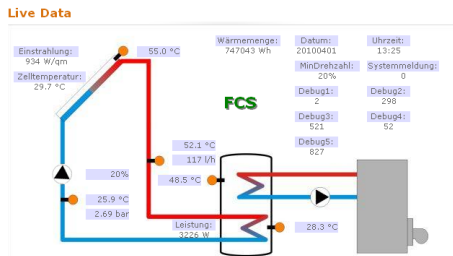 Live Data
Einstrahlung:
934 W/qm
Zelltemperatur:
29.7 °C
55.0 °C
Wärmemenge:
747043 Wh
Datum:
20100401
Uhrzeit:
13:25
MinDrehzahl:
20%
Systemmeldung:
0
Debug1:
2
Debug2:
298
Debug3:
521
Debug4:
52
Debug5:
827
FCS
52.1 °C
117 l/h
48.5 °C
20%
25.9 °C
2.69 bar
Leistung:
3226 W
28.3 °C